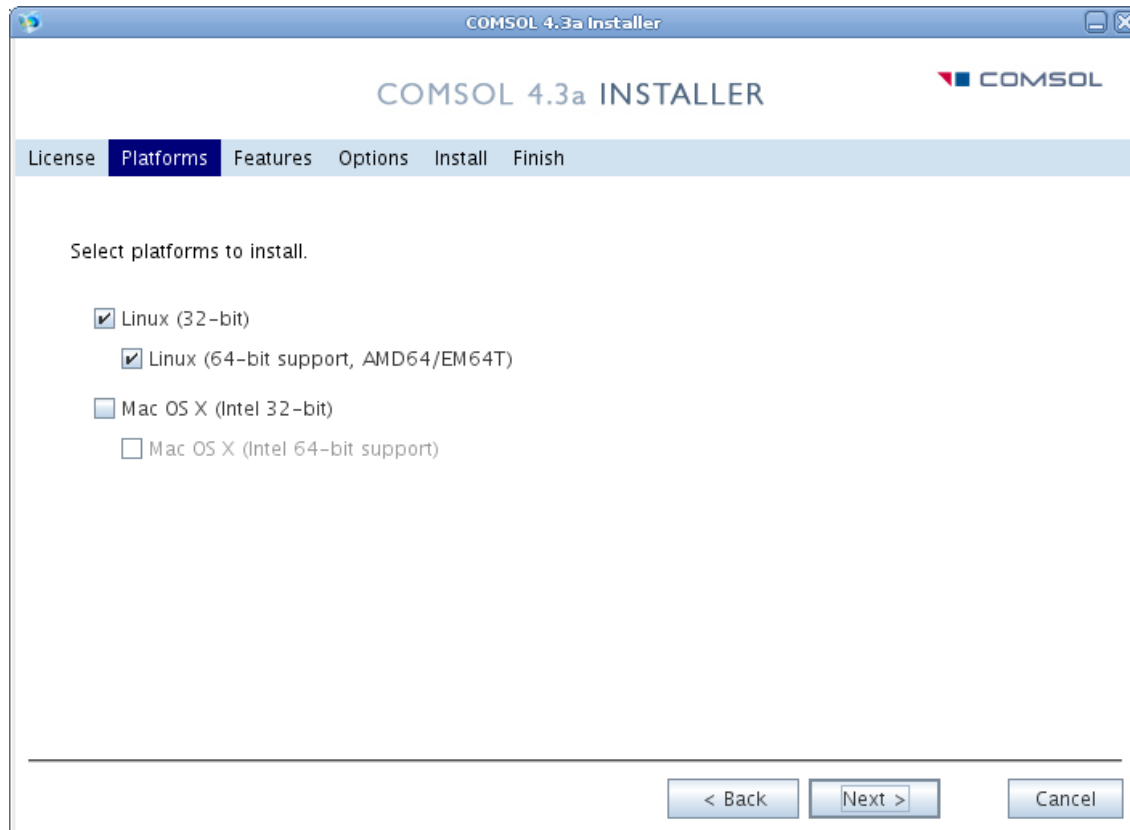 COMSOL 4.3a Installer
COMSOL 4.3a INSTALLER
COMSOL
License Platforms Features Options Install Finish
Select platforms to install.
Linux (32-bit)
Linux (64-bit support, AMD64/EM64T)
Mac OS X (Intel 32-bit)
Mac OS X (Intel 64-bit support)
< Back Next > Cancel